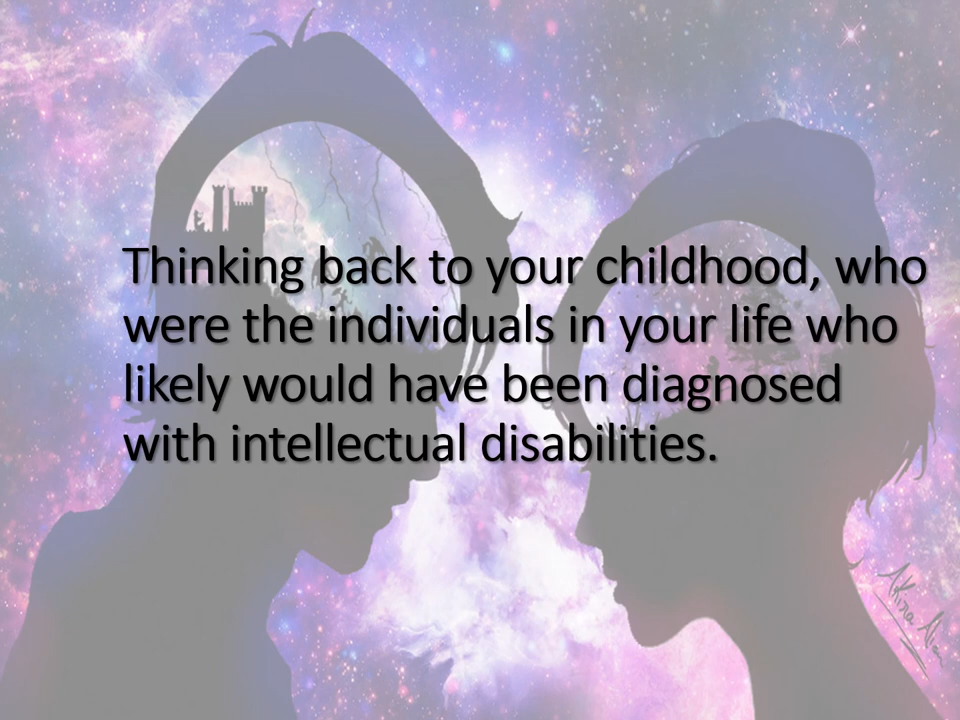 Thinking back to your childhood, who
were the individuals in your life who
likely would have been diagnosed
with intellectual disabilities.
Akira